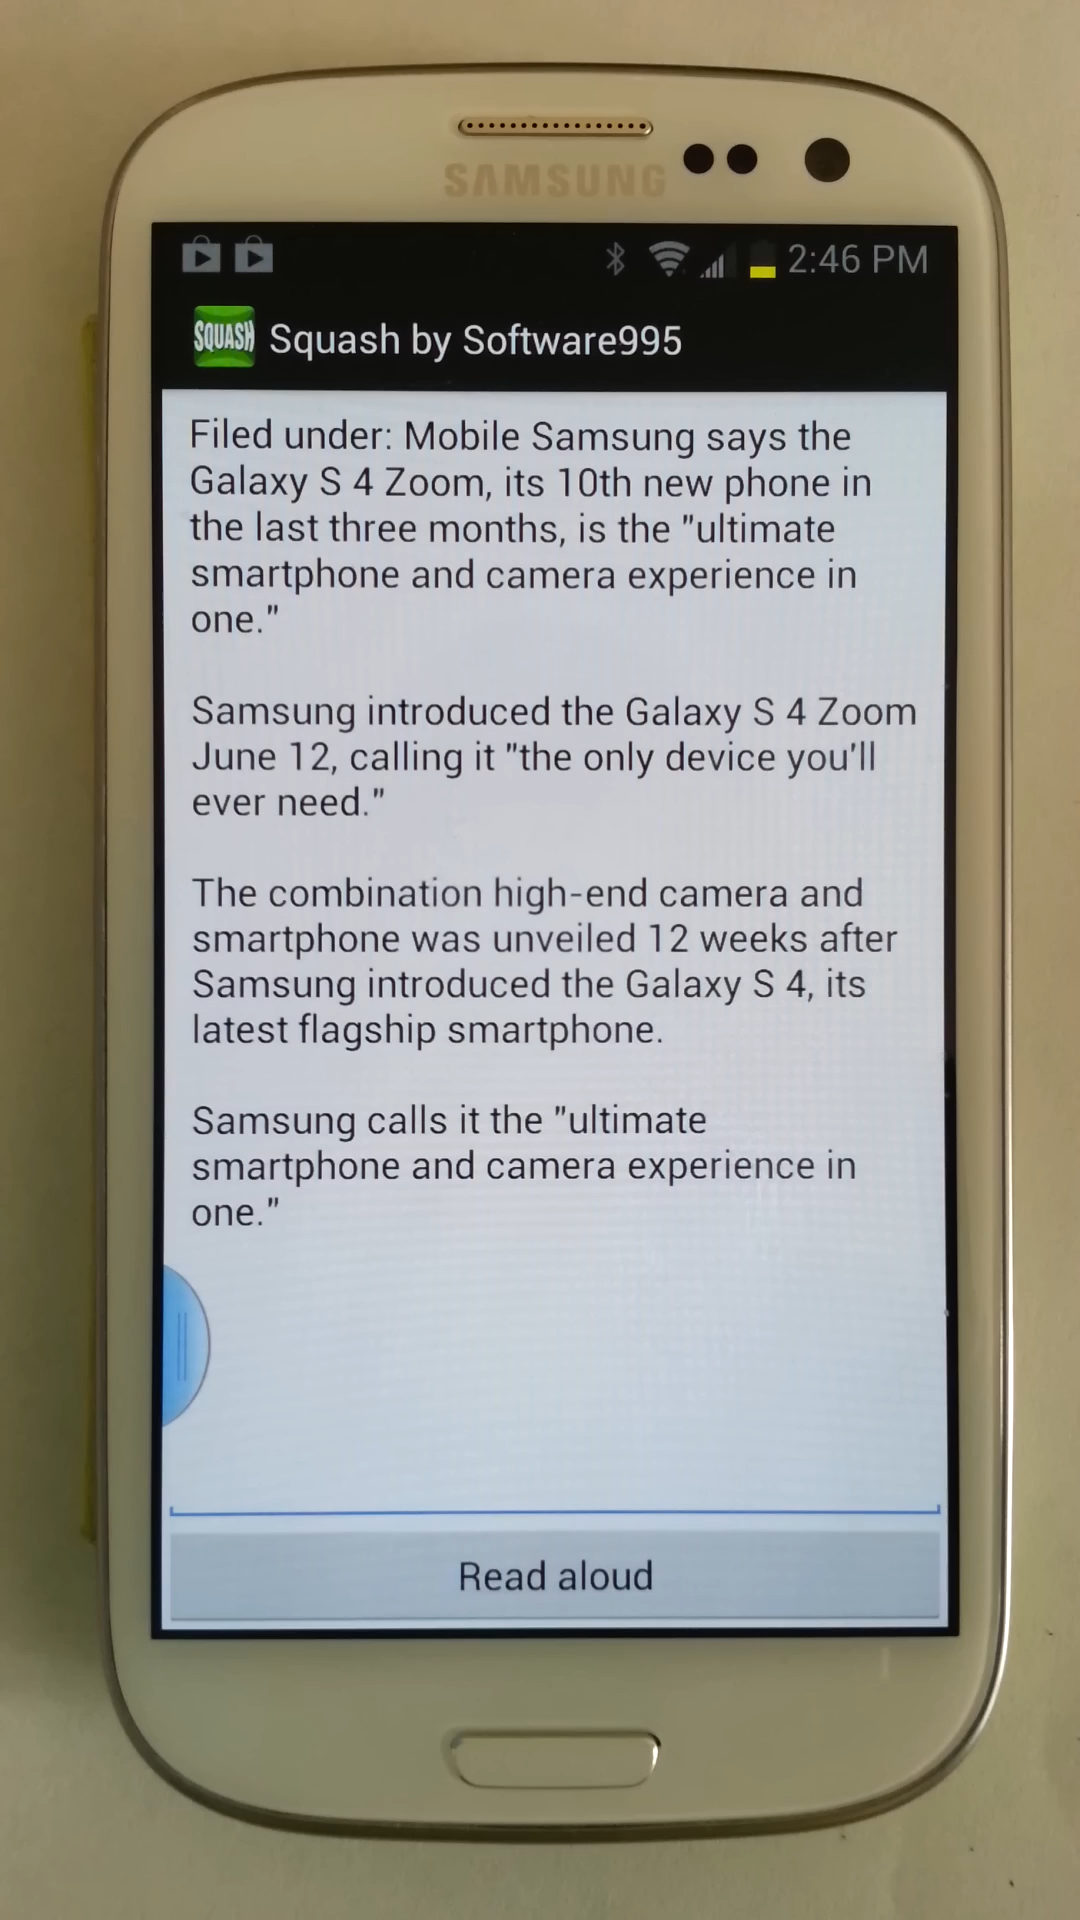 SAMSUNG
2:46 PM
SQUASH Squash by Software995
Filed under: Mobile Samsung says the
Galaxy S 4 Zoom, its 10th new phone in
the last three months, is the "ultimate
smartphone and camera experience in
one."
Samsung introduced the Galaxy S 4 Zoom
June 12, calling it "the only device you'll
ever need."
The combination high-end camera and
smartphone was unveiled 12 weeks after
Samsung introduced the Galaxy S 4, its
latest flagship smartphone.
Samsung calls it the "ultimate
smartphone and camera experience in
one."
Read aloud